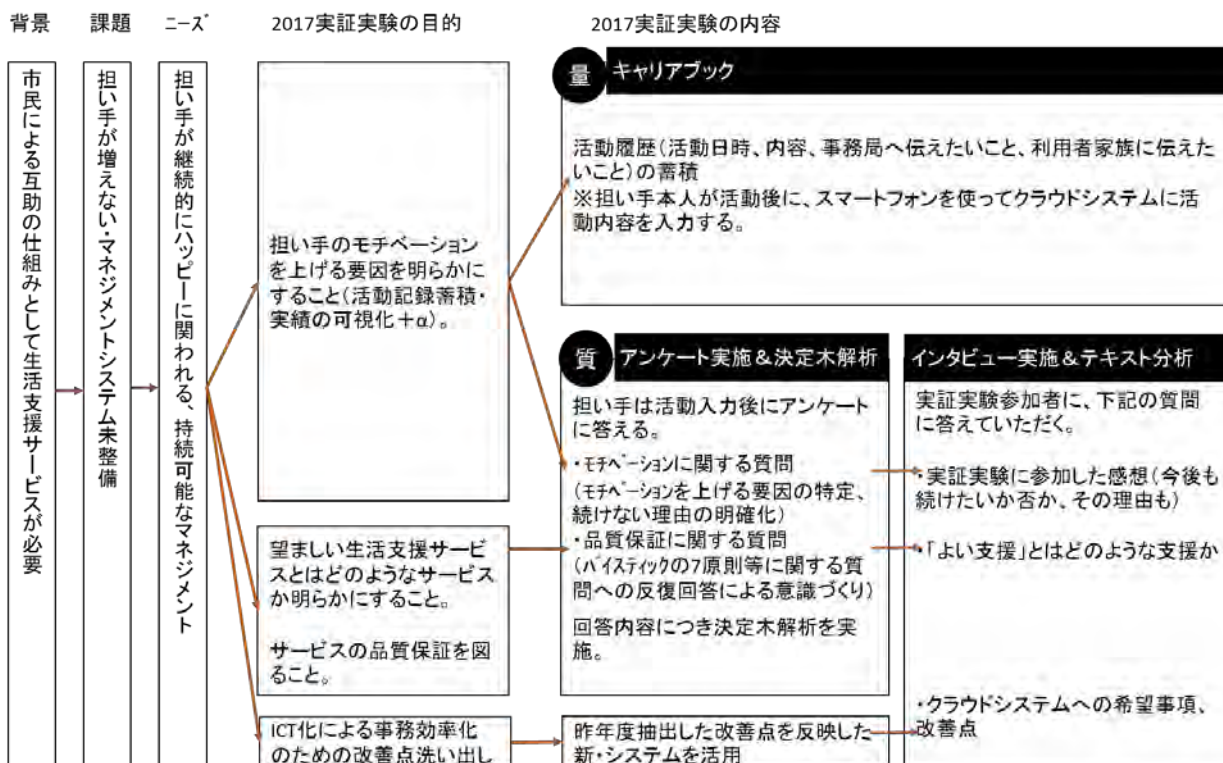 背景
課題
ニーズ
2017実証実験の目的
2017実証実験の内容
市民による互助の仕組みとして生活支援サービスが必要
担い手が増えない・マネジメントシステム未整備
担い手が継続的にハッピーに関われる、持続可能なマネジメント
担い手のモチベーション
を上げる要因を明らかに
すること(活動記録蓄積・
実績の可視化+α)。
望ましい生活支援サービ
スとはどのようなサービス
か明らかにすること。
サービスの品質保証を図
ること。
ICT化による事務効率化
のための改善点洗い出し
量 キャリアブック
活動履歴(活動日時、内容、事務局へ伝えたいこと、利用者家族に伝えた
いこと)の蓄積
※担い手本人が活動後に、スマートフォンを使ってクラウドシステムに活
動内容を入力する。
質 アンケート実施&決定木解析
担い手は活動入力後にアンケート
に答える。
・モチベーションに関する質問
(モチベーションを上げる要因の特定、
続けない理由の明確化)
・品質保証に関する質問
(バイスティックの7原則等に関する質
問への反復回答による意識づくり)
回答内容につき決定木解析を実
施。
昨年度抽出した改善点を反映した
新・システムを活用
インタビュー実施&テキスト分析
実証実験参加者に、下記の質問
に答えていただく。
・実証実験に参加した感想(今後も
続けたいか否か、その理由も)
・「よい支援」とはどのような支援か
・クラウドシステムへの希望事項、
改善点